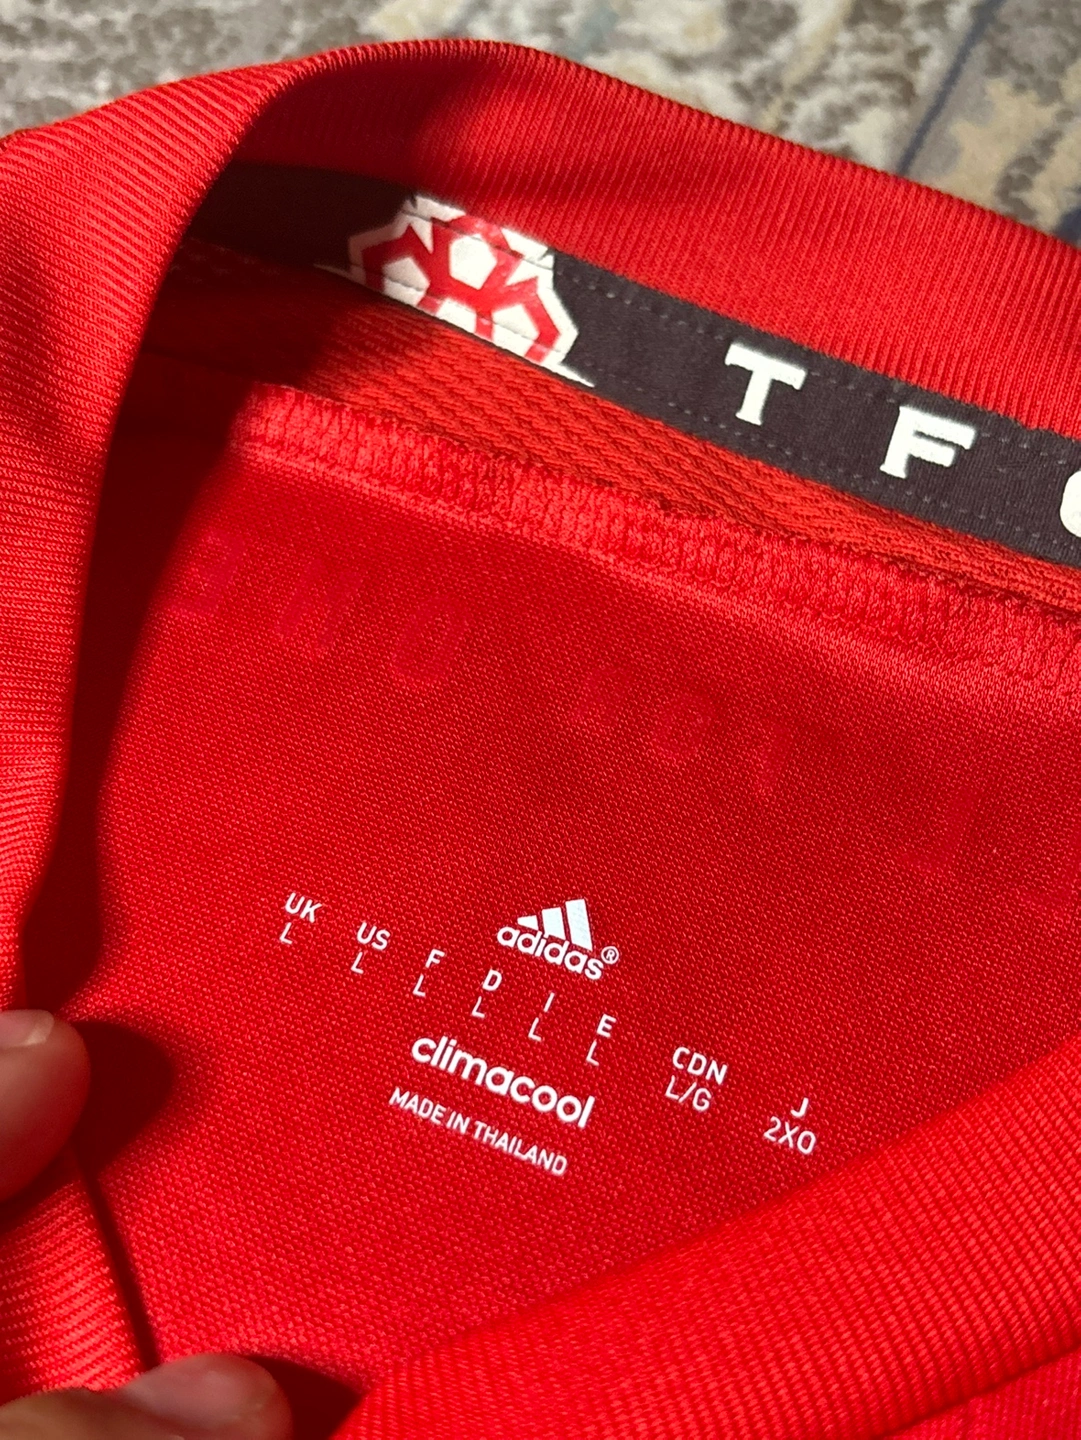 T F
adidas®
UK US F D I E CDN J
L L L L L L L/G 2XO
climacool
MADE IN THAILAND